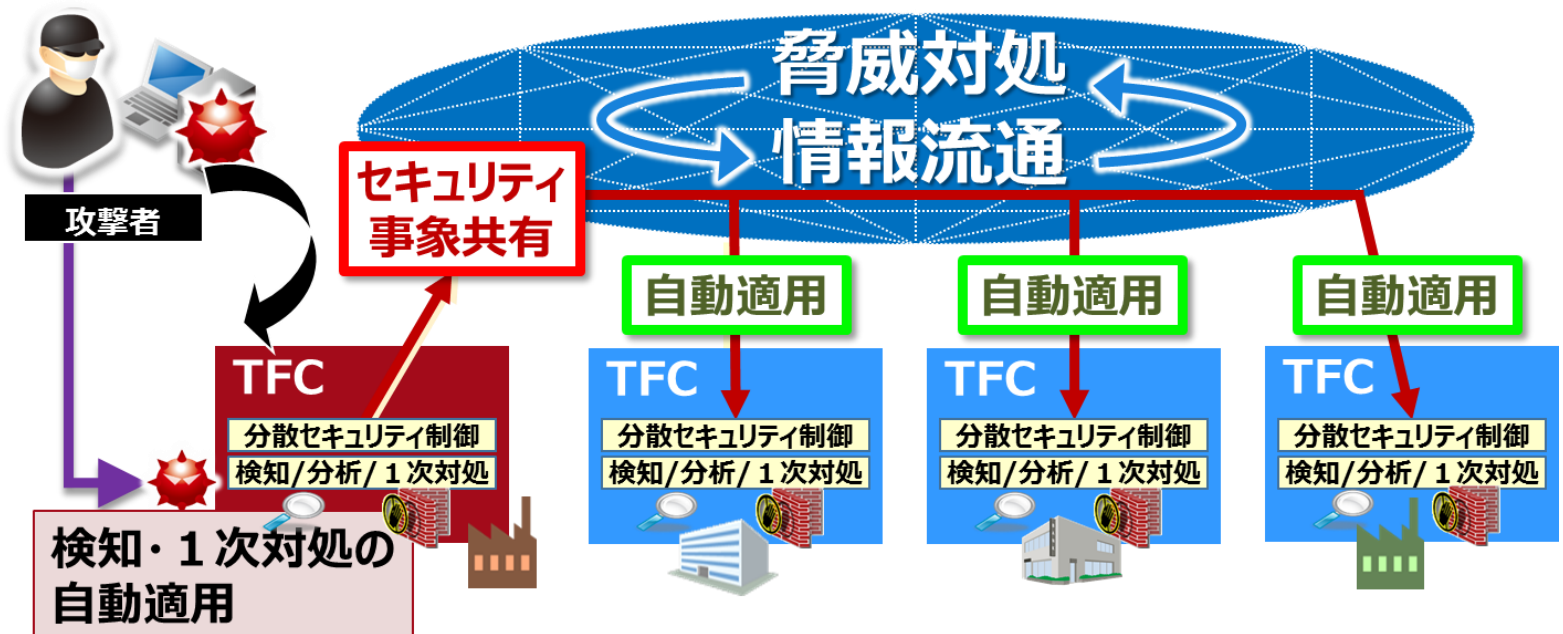 脅威対処
情報流通
セキュリティ
事象共有
攻撃者
自動適用
自動適用
自動適用
TFC
分散セキュリティ制御
検知/分析/１次対処
TFC
分散セキュリティ制御
検知/分析/１次対処
TFC
分散セキュリティ制御
検知/分析/１次対処
TFC
分散セキュリティ制御
検知/分析/１次対処
検知・１次対処の
自動適用